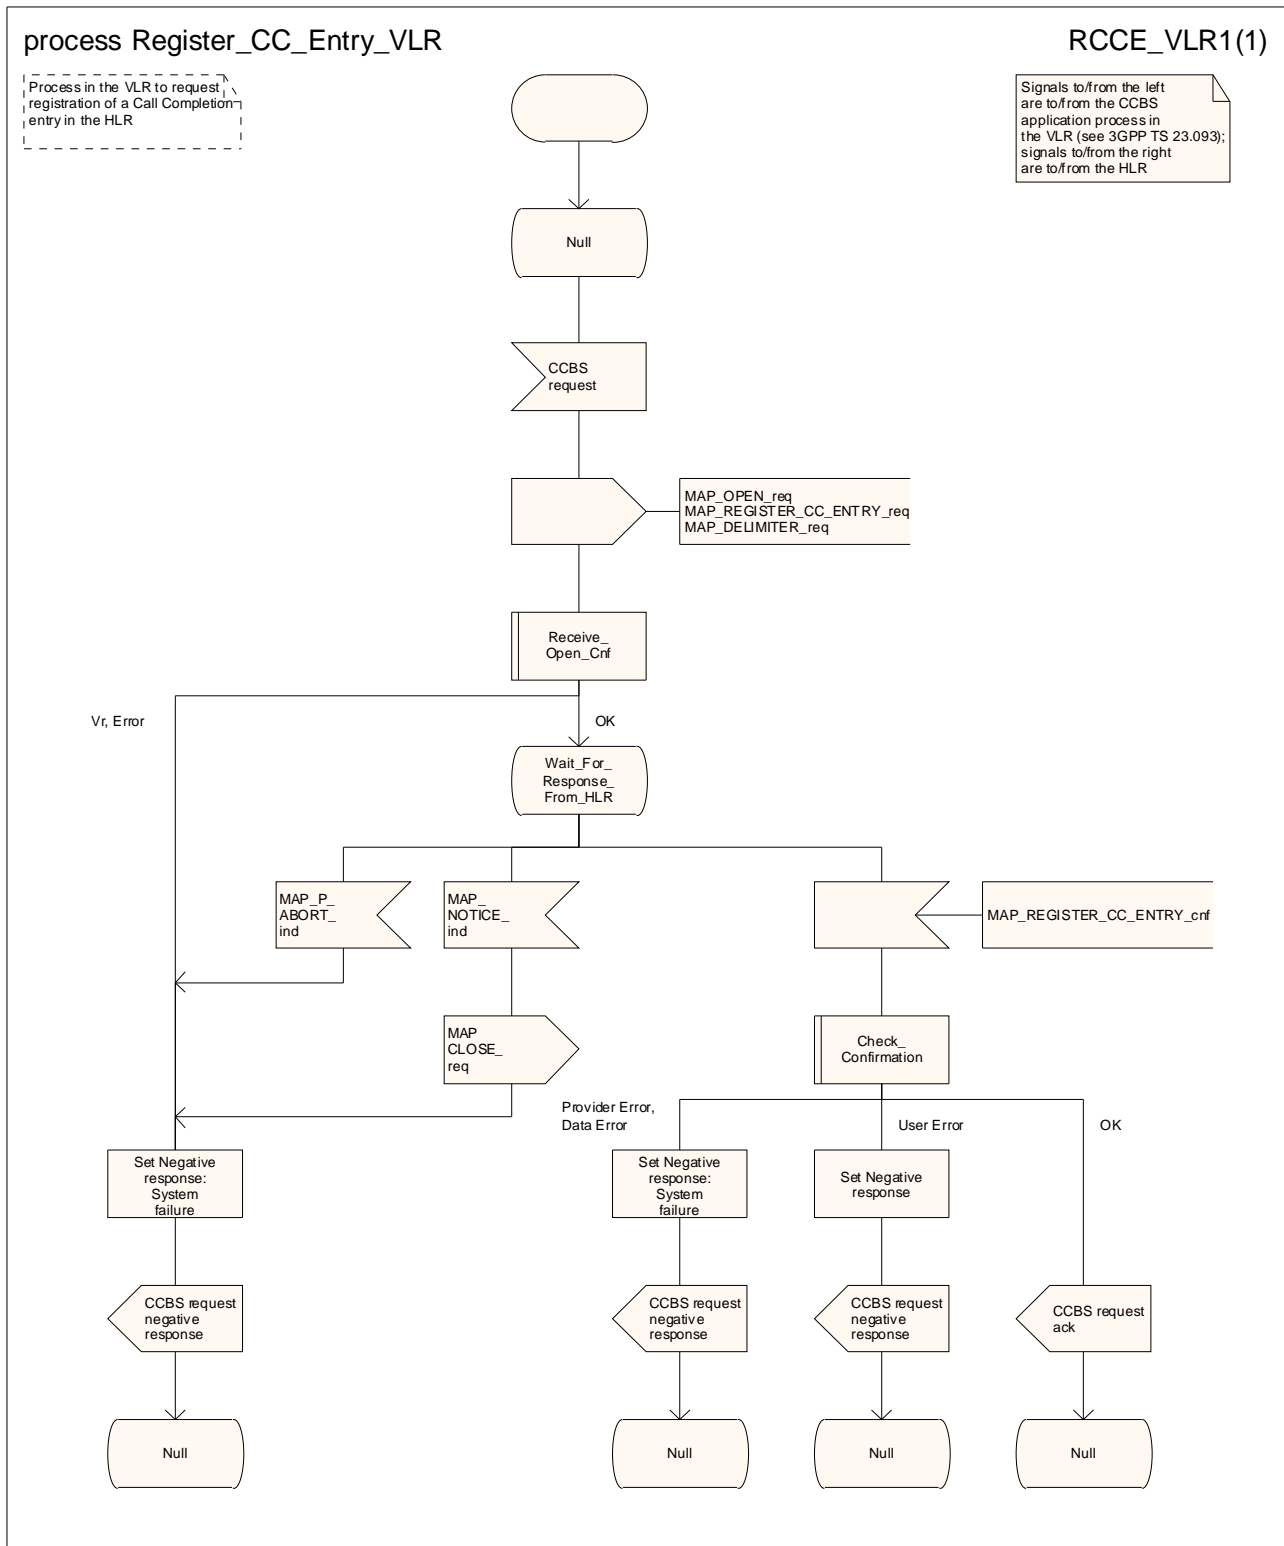 process Register_CC_Entry_VLR
RCCE_VLR1(1)
Process in the VLR to request
registration of a Call Completion
entry in the HLR
Signals to/from the left
are to/from the CCBS
application process in
the VLR (see 3GPP TS 23.093);
signals to/from the right
are to/from the HLR
Null
CCBS
request
MAP_OPEN_req
MAP_REGISTER_CC_ENTRY_req
MAP_DELIMITER_req
Receive_
Open_Cnf
Vr, Error
OK
Wait_For_
Response_
From_HLR
MAP_P_
ABORT_
ind
MAP_
NOTICE_
ind
MAP_REGISTER_CC_ENTRY_cnf
MAP
CLOSE_
req
Check_
Confirmation
Provider Error,
Data Error
User Error
OK
Set Negative
response:
System
failure
Set Negative
response:
System
failure
Set Negative
response
CCBS request
negative
response
CCBS request
negative
response
CCBS request
negative
response
CCBS request
ack
Null
Null
Null
Null